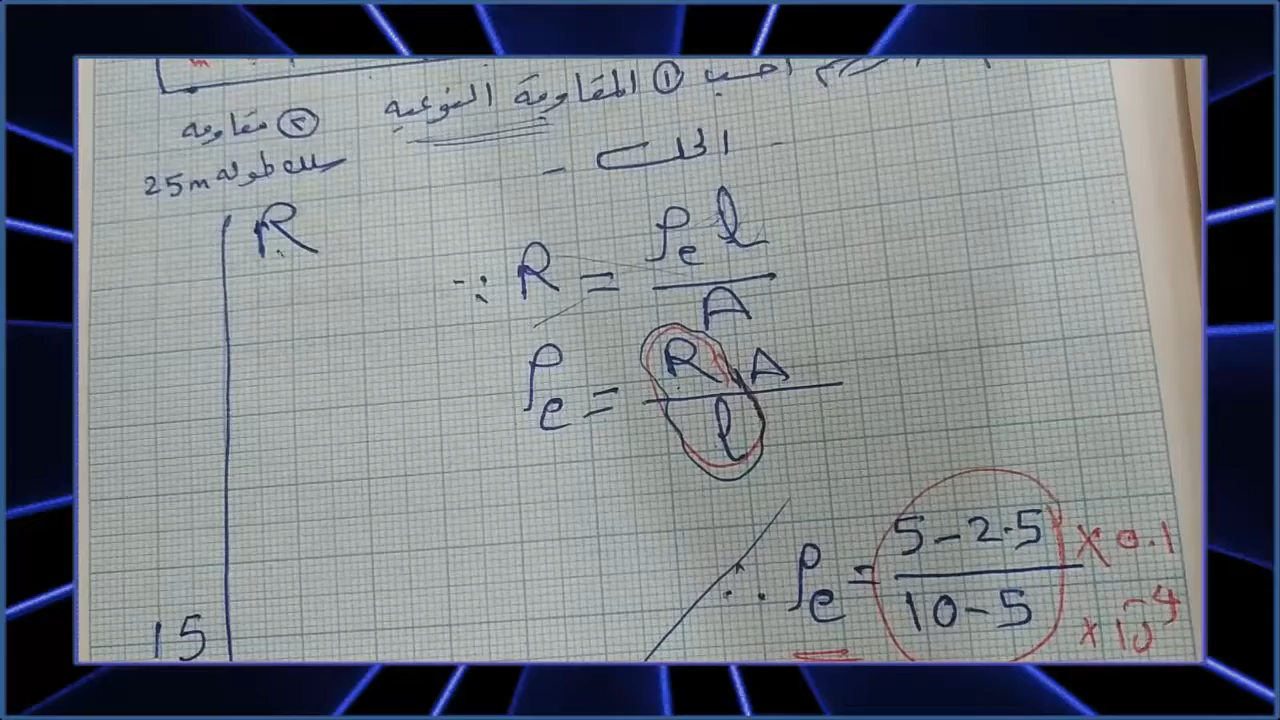 احسب ① المقاومة النوعية
② مقاومة
سلك طوله 25m
الحل
R
∵ R = ρe l / A
ρe = R A / l
∴ ρe = 5 - 2.5 / 10 - 5 × 0.1 × 10⁻⁴
15